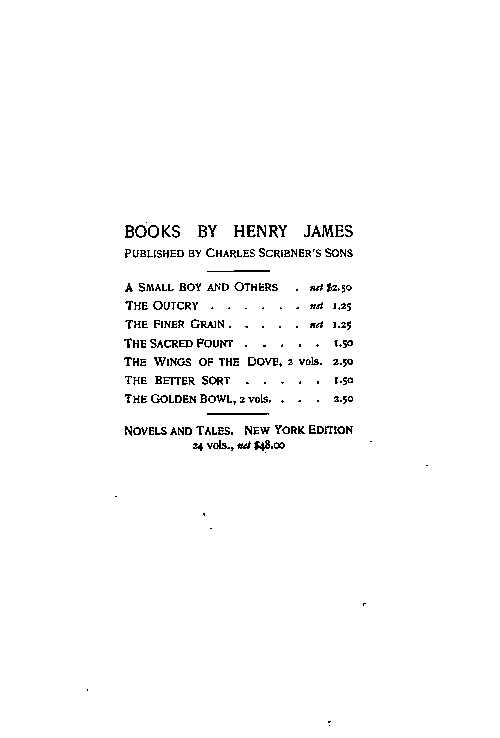 BOOKS BY HENRY JAMES
PUBLISHED BY CHARLES SCRIBNER'S SONS
A SMALL BOY AND OTHERS . net $2.50
THE OUTCRY . . . . . . net 1.25
THE FINER GRAIN . . . . . net 1.25
THE SACRED FOUNT . . . . . 1.50
THE WINGS OF THE DOVE, 2 vols. 2.50
THE BETTER SORT . . . . . 1.50
THE GOLDEN BOWL, 2 vols. . . . 2.50
NOVELS AND TALES. NEW YORK EDITION
24 vols., net $48.00